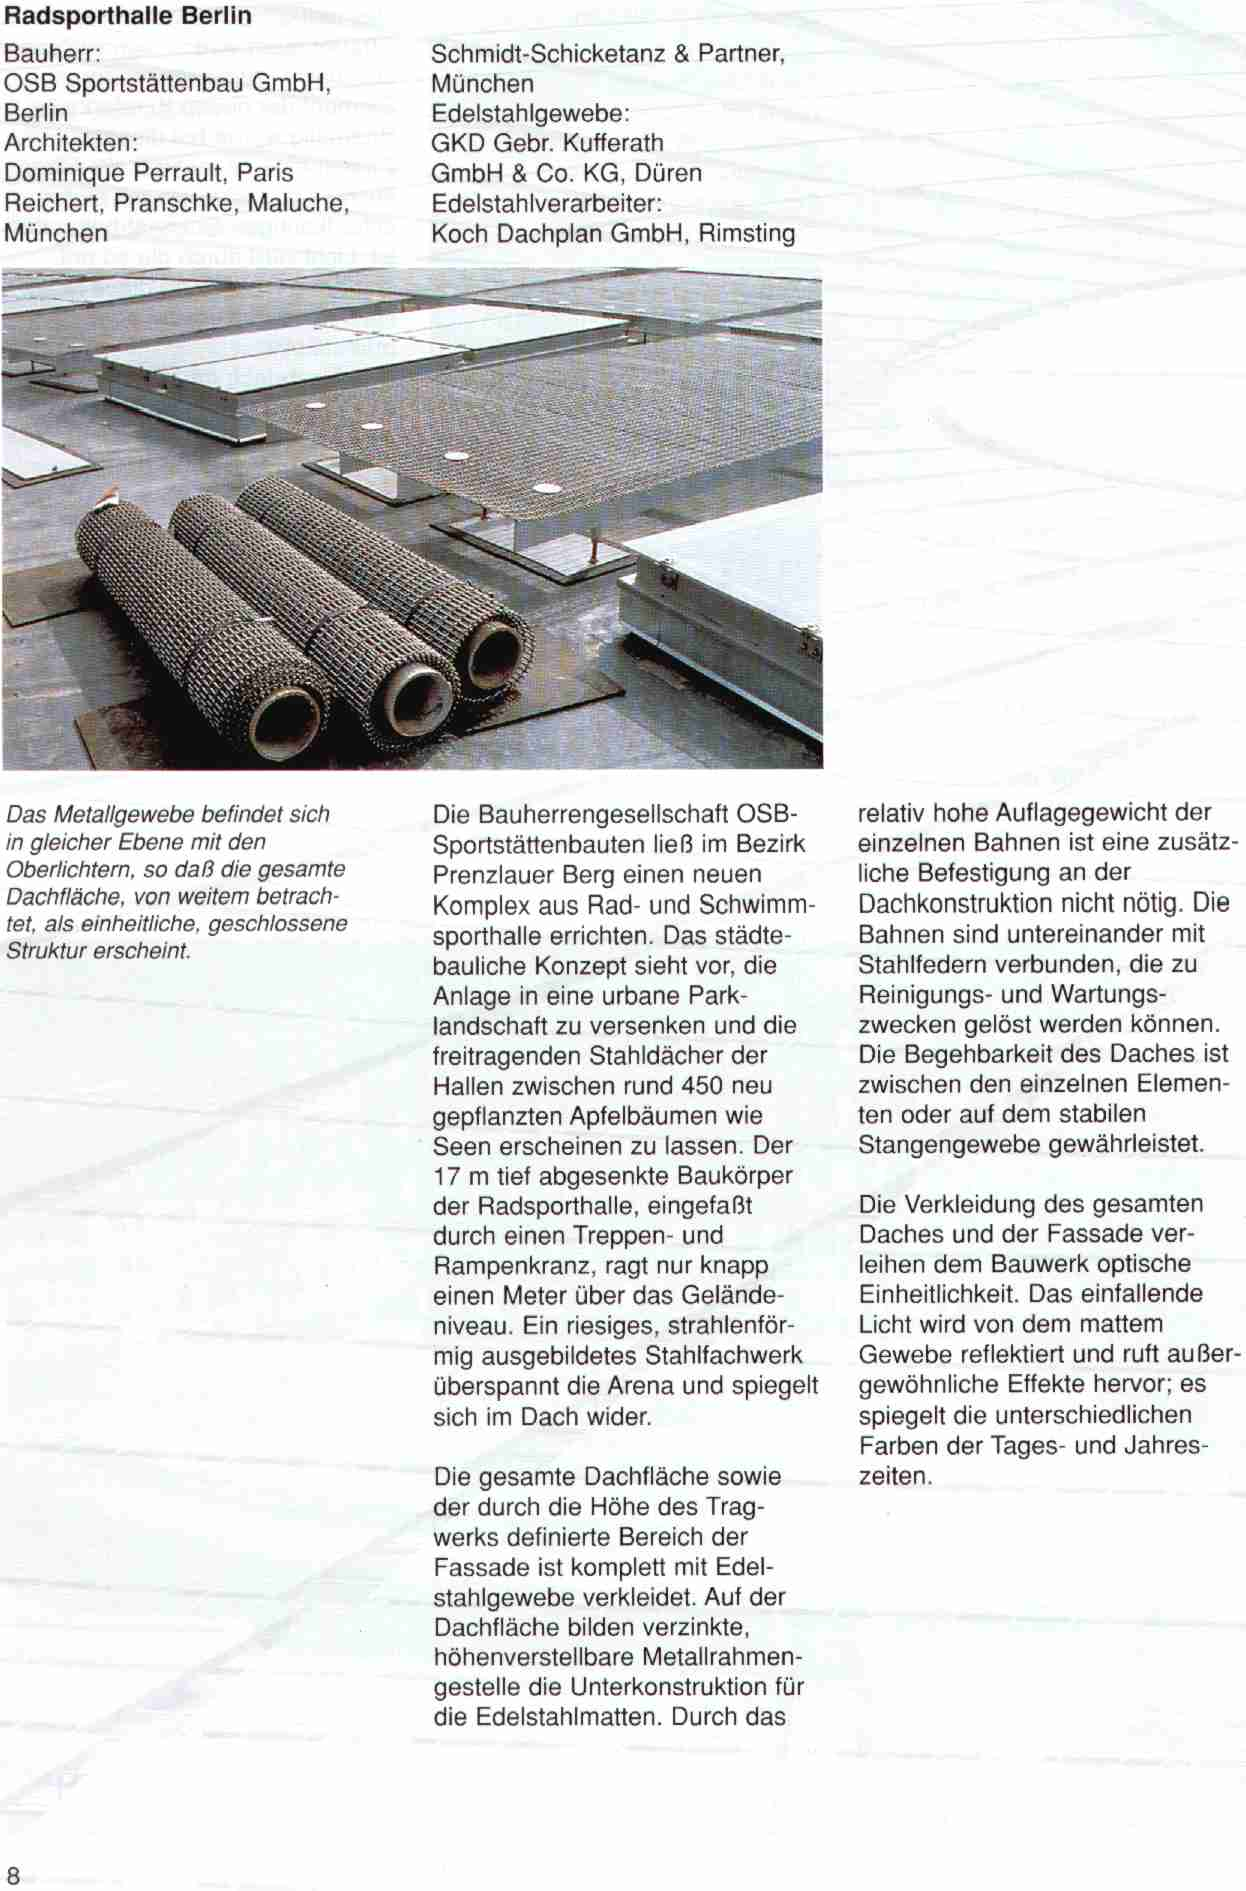 Radsporthalle Berlin
Bauherr:
OSB Sportstättenbau GmbH,
Berlin
Architekten:
Dominique Perrault, Paris
Reichert, Pranschke, Maluche,
München
Schmidt-Schicketanz & Partner,
München
Edelstahlgewebe:
GKD Gebr. Kufferath
GmbH & Co. KG, Düren
Edelstahlverarbeiter:
Koch Dachplan GmbH, Rimsting
Das Metallgewebe befindet sich
in gleicher Ebene mit den
Oberlichtern, so daß die gesamte
Dachfläche, von weitem betrach-
tet, als einheitliche, geschlossene
Struktur erscheint.
Die Bauherrengesellschaft OSB-
Sportstättenbauten ließ im Bezirk
Prenzlauer Berg einen neuen
Komplex aus Rad- und Schwimm-
sporthalle errichten. Das städte-
bauliche Konzept sieht vor, die
Anlage in eine urbane Park-
landschaft zu versenken und die
freitragenden Stahldächer der
Hallen zwischen rund 450 neu
gepflanzten Apfelbäumen wie
Seen erscheinen zu lassen. Der
17 m tief abgesenkte Baukörper
der Radsporthalle, eingefaßt
durch einen Treppen- und
Rampenkranz, ragt nur knapp
einen Meter über das Gelände-
niveau. Ein riesiges, strahlenför-
mig ausgebildetes Stahlfachwerk
überspannt die Arena und spiegelt
sich im Dach wider.
Die gesamte Dachfläche sowie
der durch die Höhe des Trag-
werks definierte Bereich der
Fassade ist komplett mit Edel-
stahlgewebe verkleidet. Auf der
Dachfläche bilden verzinkte,
höhenverstellbare Metallrahmen-
gestelle die Unterkonstruktion für
die Edelstahlmatten. Durch das
relativ hohe Auflagegewicht der
einzelnen Bahnen ist eine zusätz-
liche Befestigung an der
Dachkonstruktion nicht nötig. Die
Bahnen sind untereinander mit
Stahlfedern verbunden, die zu
Reinigungs- und Wartungs-
zwecken gelöst werden können.
Die Begehbarkeit des Daches ist
zwischen den einzelnen Elemen-
ten oder auf dem stabilen
Stangengewebe gewährleistet.
Die Verkleidung des gesamten
Daches und der Fassade ver-
leihen dem Bauwerk optische
Einheitlichkeit. Das einfallende
Licht wird von dem mattem
Gewebe reflektiert und ruft außer-
gewöhnliche Effekte hervor; es
spiegelt die unterschiedlichen
Farben der Tages- und Jahres-
zeiten.
8